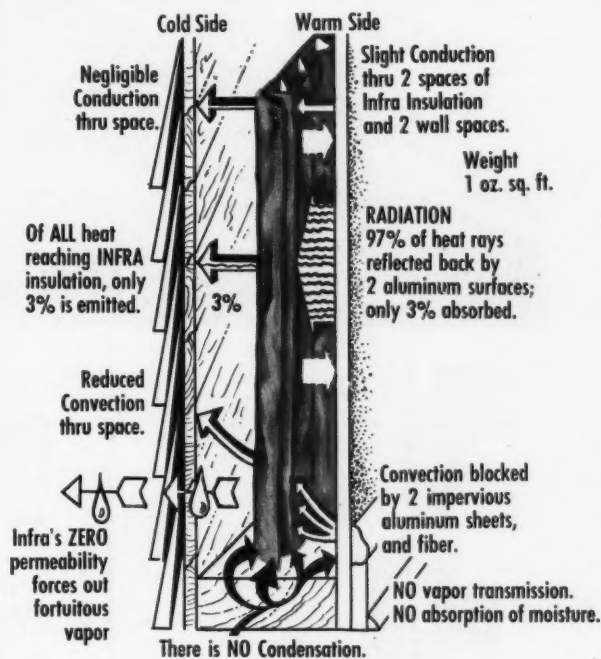 Cold Side
Warm Side
Negligible
Conduction
thru space.
Slight Conduction
thru 2 spaces of
Infra Insulation
and 2 wall spaces.
Weight
1 oz. sq. ft.
Of ALL heat
reaching INFRA
insulation, only
3% is emitted.
3%
RADIATION
97% of heat rays
reflected back by
2 aluminum surfaces;
only 3% absorbed.
Reduced
Convection
thru space.
Convection blocked
by 2 impervious
aluminum sheets,
and fiber.
Infra's ZERO
permeability
forces out
fortuitous
vapor
NO vapor transmission.
NO absorption of moisture.
There is NO Condensation.